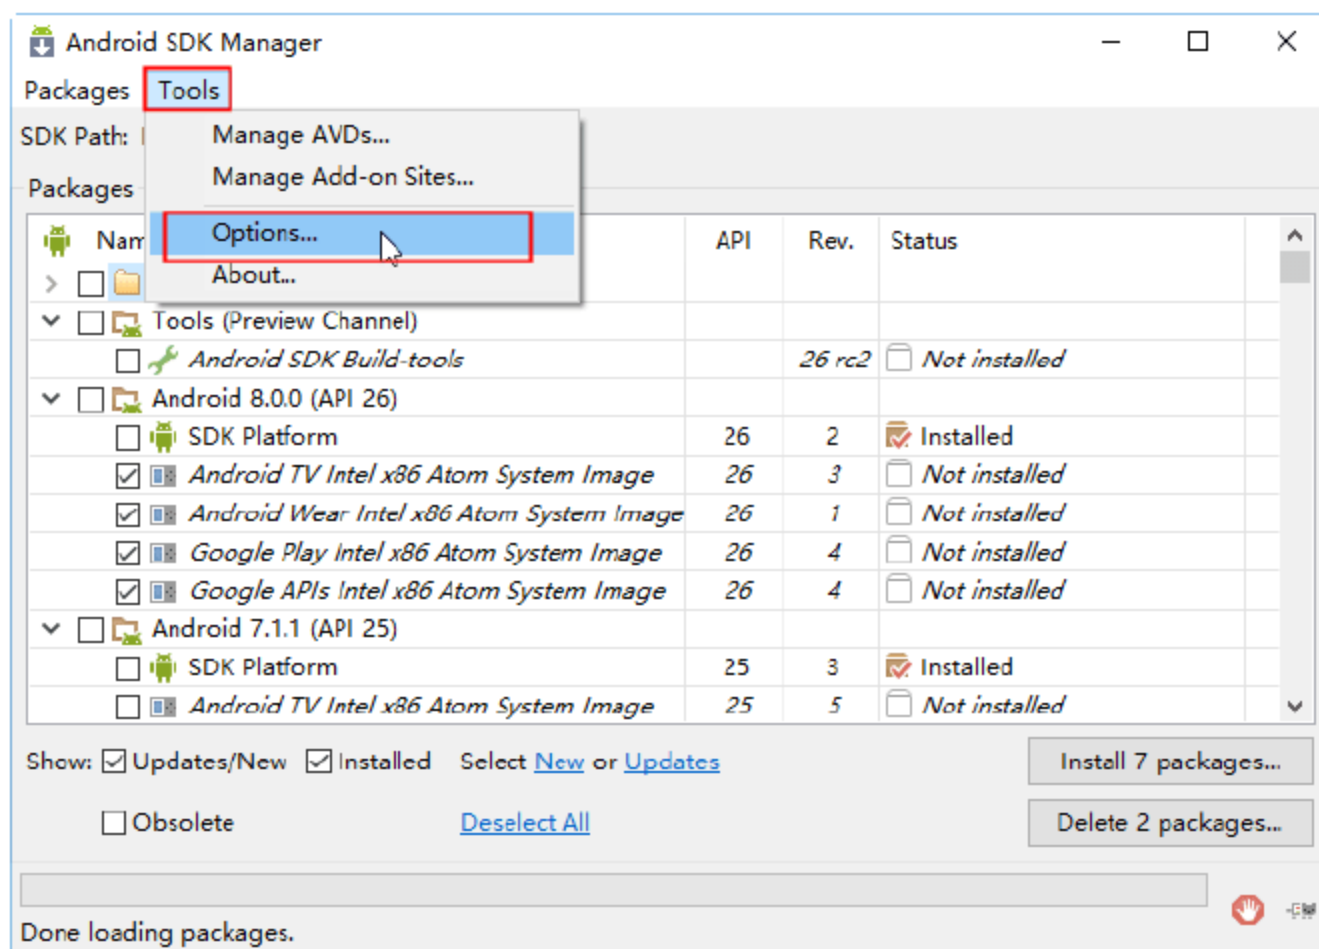 Android SDK Manager
Packages Tools
SDK Path:
Manage AVDs...
Manage Add-on Sites...
Packages
Options...
API Rev. Status
About...
Tools (Preview Channel)
Android SDK Build-tools 26 rc2 Not installed
Android 8.0.0 (API 26)
SDK Platform 26 2 Installed
Android TV Intel x86 Atom System Image 26 3 Not installed
Android Wear Intel x86 Atom System Image 26 1 Not installed
Google Play Intel x86 Atom System Image 26 4 Not installed
Google APIs Intel x86 Atom System Image 26 4 Not installed
Android 7.1.1 (API 25)
SDK Platform 25 3 Installed
Android TV Intel x86 Atom System Image 25 5 Not installed
Show: Updates/New Installed Select New or Updates Install 7 packages...
Obsolete Deselect All Delete 2 packages...
Done loading packages.